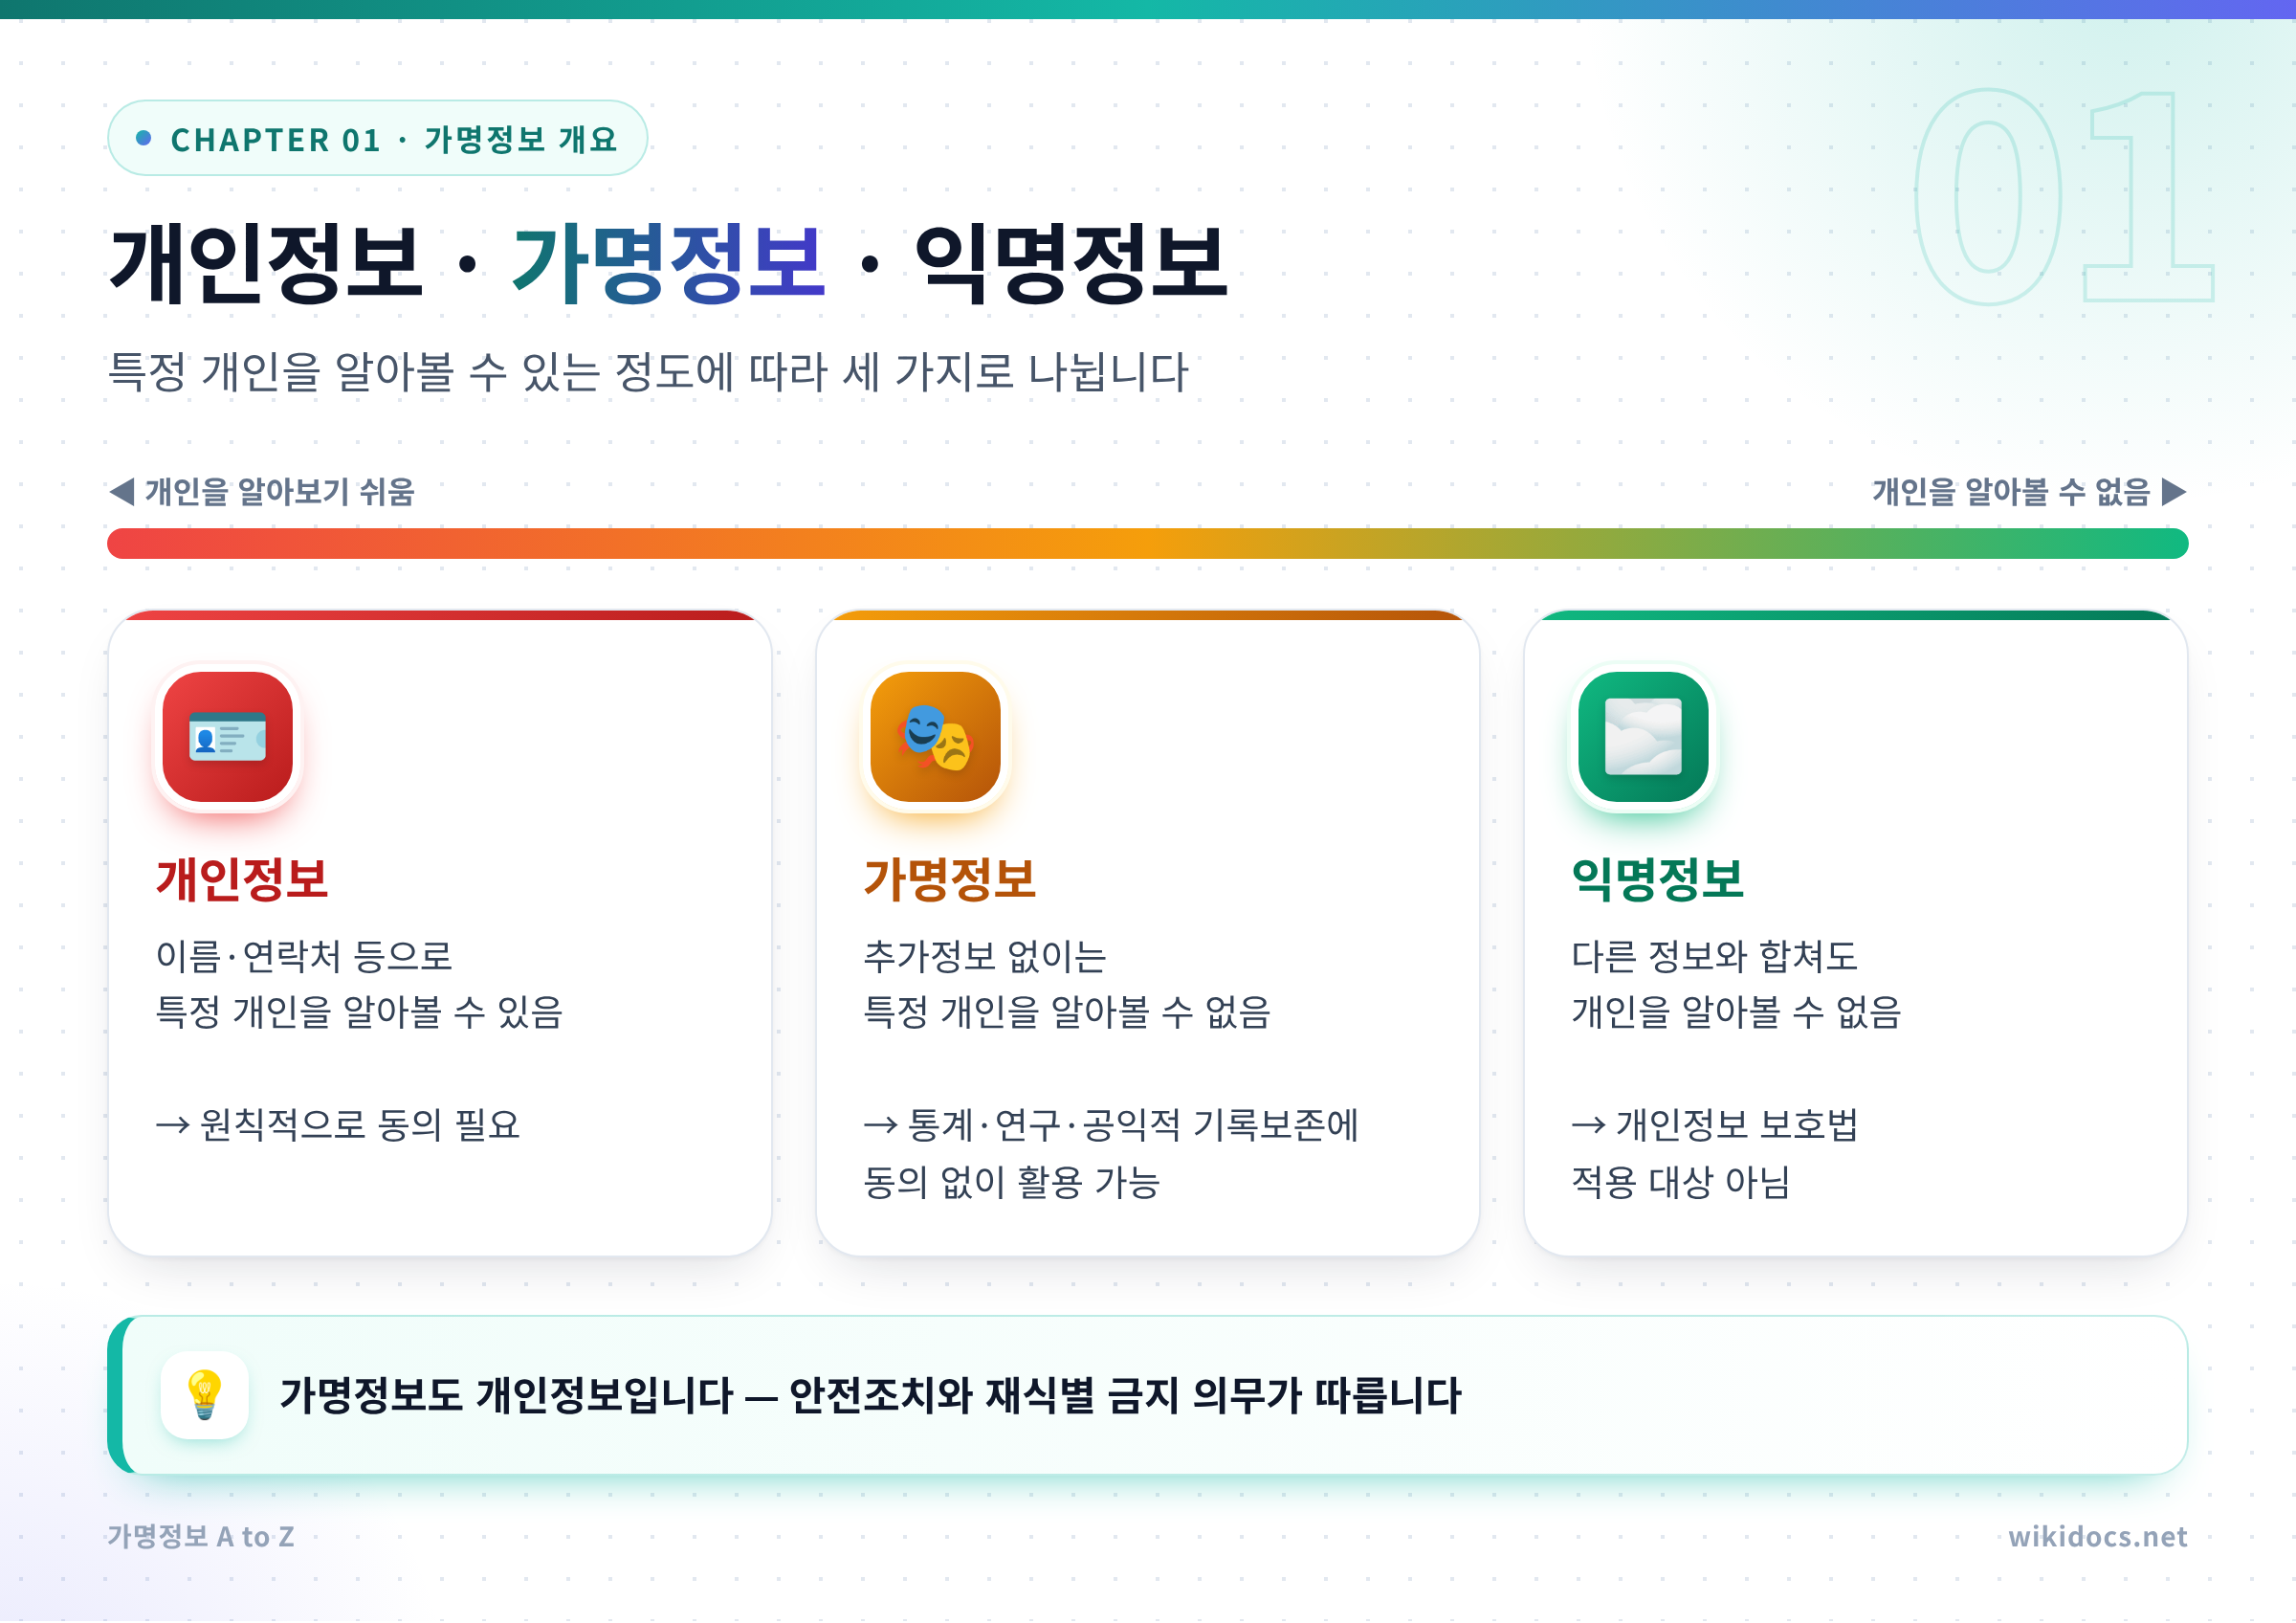 CHAPTER 01 · 가명정보 개요
01
개인정보 · 가명정보 · 익명정보
특정 개인을 알아볼 수 있는 정도에 따라 세 가지로 나뉩니다
◀ 개인을 알아보기 쉬움
개인을 알아볼 수 없음 ▶
개인정보
이름·연락처 등으로
특정 개인을 알아볼 수 있음
→ 원칙적으로 동의 필요
가명정보
추가정보 없이는
특정 개인을 알아볼 수 없음
→ 통계·연구·공익적 기록보존에
동의 없이 활용 가능
익명정보
다른 정보와 합쳐도
개인을 알아볼 수 없음
→ 개인정보 보호법
적용 대상 아님
가명정보도 개인정보입니다 — 안전조치와 재식별 금지 의무가 따릅니다
가명정보 A to Z
wikidocs.net